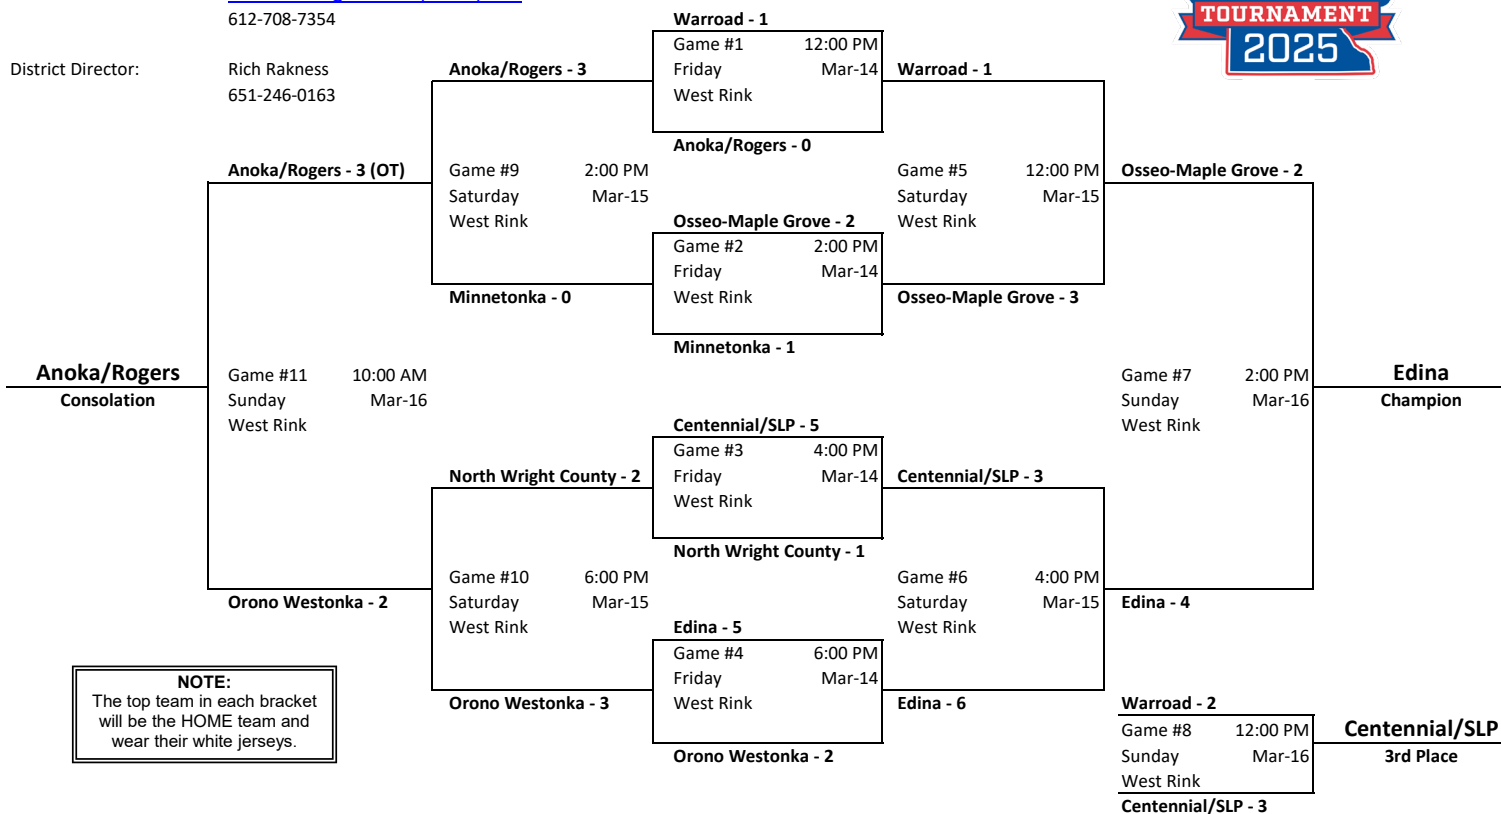 612-708-7354
District Director: Rich Rakness
651-246-0163
TOURNAMENT
2025
Warroad - 1
Game #1 12:00 PM
Friday Mar-14
West Rink
Anoka/Rogers - 0
Anoka/Rogers - 3
Game #9 2:00 PM
Saturday Mar-15
West Rink
Minnetonka - 0
Warroad - 1
Game #5 12:00 PM
Saturday Mar-15
West Rink
Osseo-Maple Grove - 3
Anoka/Rogers - 3 (OT)
Osseo-Maple Grove - 2
Osseo-Maple Grove - 2
Game #2 2:00 PM
Friday Mar-14
West Rink
Minnetonka - 1
Anoka/Rogers
Consolation
Game #11 10:00 AM
Sunday Mar-16
West Rink
Game #7 2:00 PM
Sunday Mar-16
West Rink
Edina
Champion
Centennial/SLP - 5
Game #3 4:00 PM
Friday Mar-14
West Rink
North Wright County - 1
North Wright County - 2
Game #10 6:00 PM
Saturday Mar-15
West Rink
Orono Westonka - 3
Centennial/SLP - 3
Game #6 4:00 PM
Saturday Mar-15
West Rink
Edina - 6
Orono Westonka - 2
Edina - 4
Edina - 5
Game #4 6:00 PM
Friday Mar-14
West Rink
Orono Westonka - 2
NOTE:
The top team in each bracket
will be the HOME team and
wear their white jerseys.
Warroad - 2
Game #8 12:00 PM
Sunday Mar-16
West Rink
Centennial/SLP - 3
Centennial/SLP
3rd Place